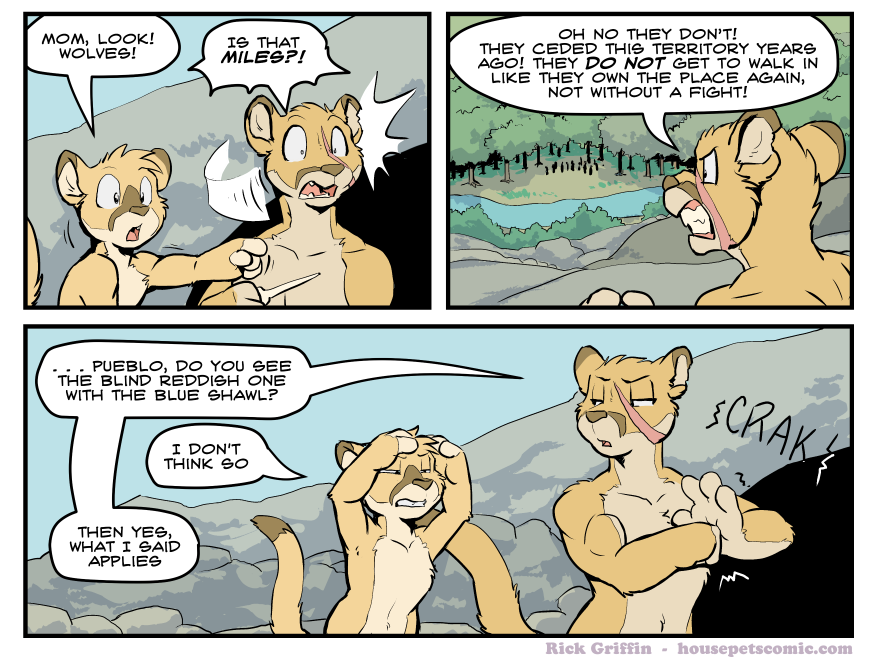 MOM, LOOK!
WOLVES!
IS THAT
MILES?!
OH NO THEY DON'T!
THEY CEDED THIS TERRITORY YEARS
AGO! THEY DO NOT GET TO WALK IN
LIKE THEY OWN THE PLACE AGAIN,
NOT WITHOUT A FIGHT!
. . . PUEBLO, DO YOU SEE
THE BLIND REDDISH ONE
WITH THE BLUE SHAWL?
I DON'T
THINK SO
THEN YES,
WHAT I SAID
APPLIES
CRAK
Rick Griffin - housepetscomic.com